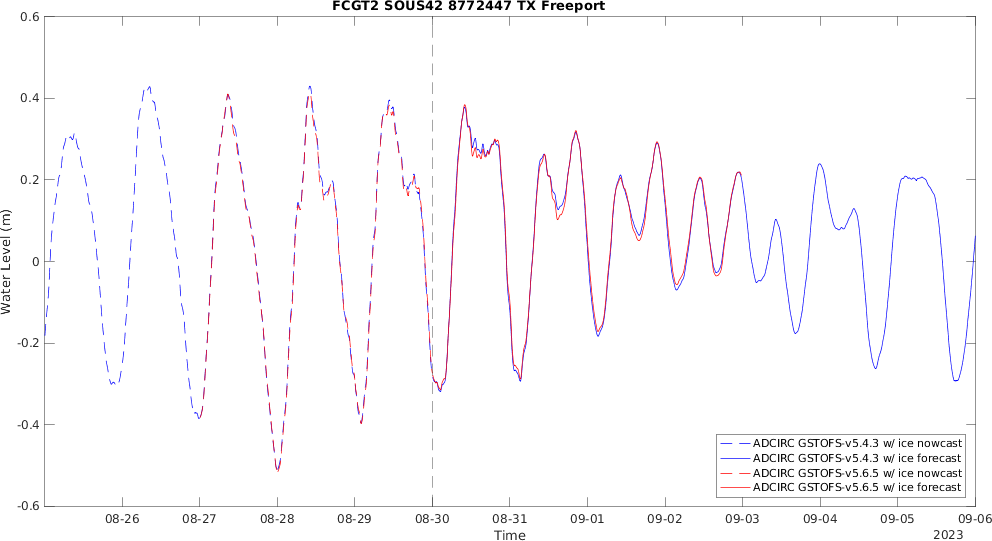 FCGT2 SOUS42 8772447 TX Freeport
0.6
0.4
0.2
0
-0.2
-0.4
-0.6
Water Level (m)
ADCIRC GSTOFS-v5.4.3 w/ ice nowcast
ADCIRC GSTOFS-v5.4.3 w/ ice forecast
ADCIRC GSTOFS-v5.6.5 w/ ice nowcast
ADCIRC GSTOFS-v5.6.5 w/ ice forecast
08-26 08-27 08-28 08-29 08-30 08-31 09-01 09-02 09-03 09-04 09-05 09-06
Time
2023